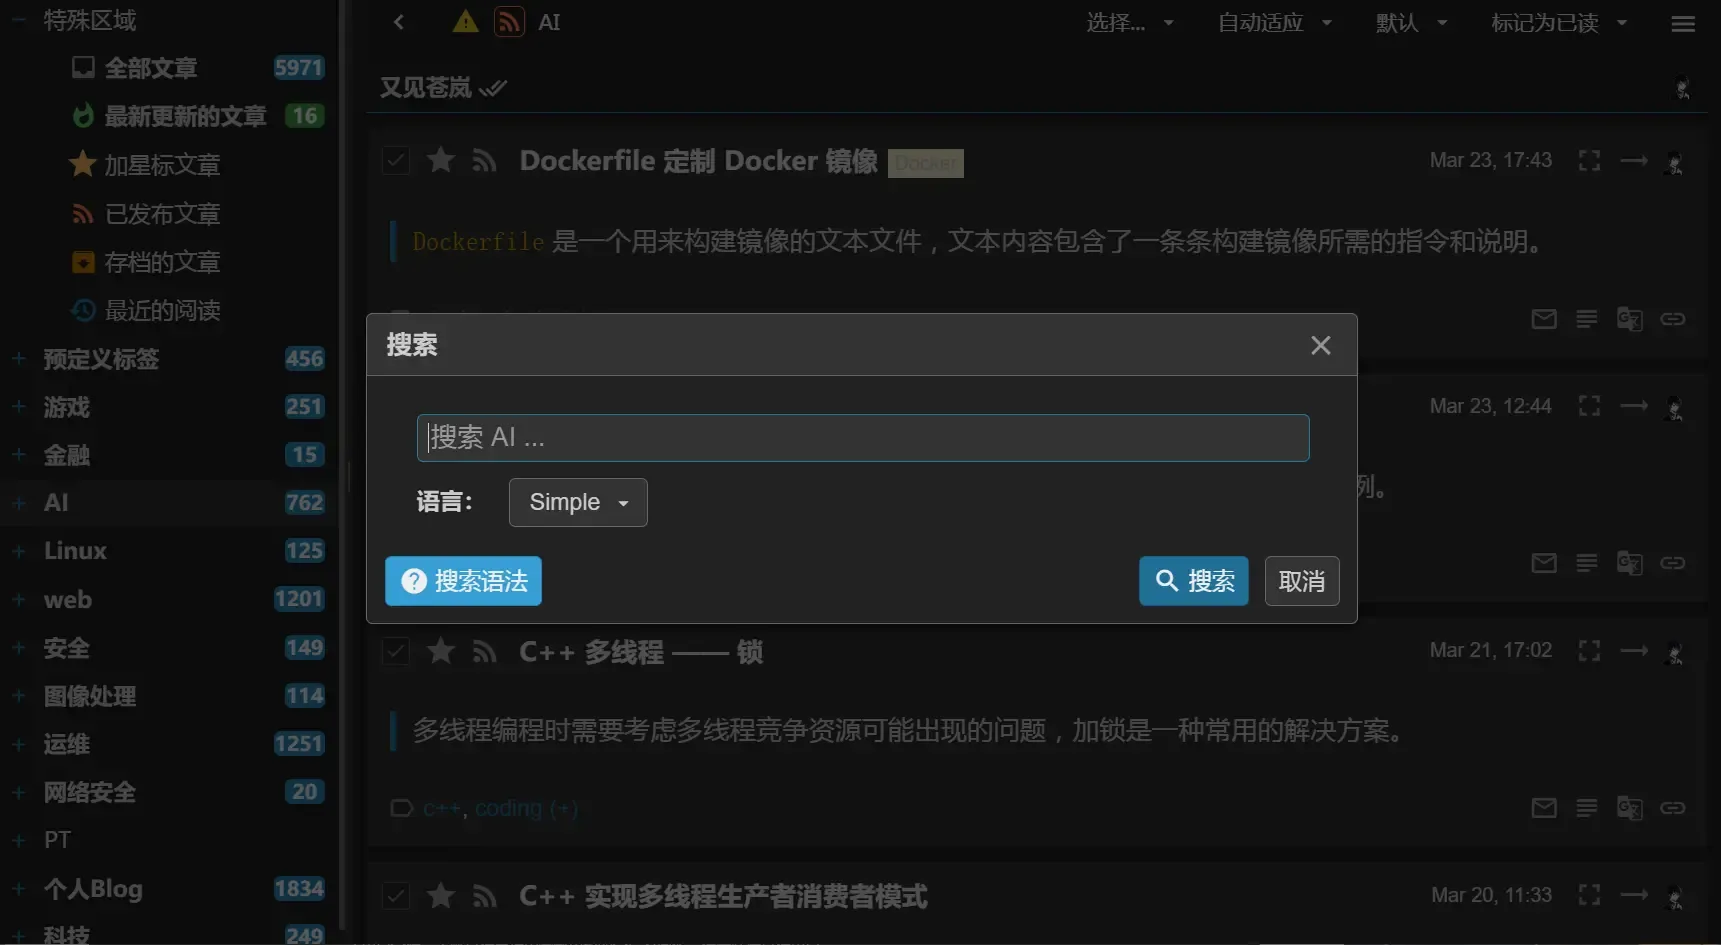 特殊区域
全部文章 5971
最新更新的文章 16
加星标文章
已发布文章
存档的文章
最近的阅读
预定义标签 456
游戏 251
金融 15
AI 762
Linux 125
web 1201
安全 149
图像处理 114
运维 1251
网络安全 20
PT
个人Blog 1834
科技 249
AI 选择... 自动适应 默认 标记为已读
又见苍岚
Dockerfile 定制 Docker 镜像 Docker Mar 23, 17:43
Dockerfile 是一个用来构建镜像的文本文件，文本内容包含了一条条构建镜像所需的指令和说明。
Mar 23, 12:44
例。
搜索
搜索 AI ...
语言： Simple
搜索语法 搜索 取消
C++ 多线程 —— 锁 Mar 21, 17:02
多线程编程时需要考虑多线程竞争资源可能出现的问题，加锁是一种常用的解决方案。
c++, coding (+)
C++ 实现多线程生产者消费者模式 Mar 20, 11:33